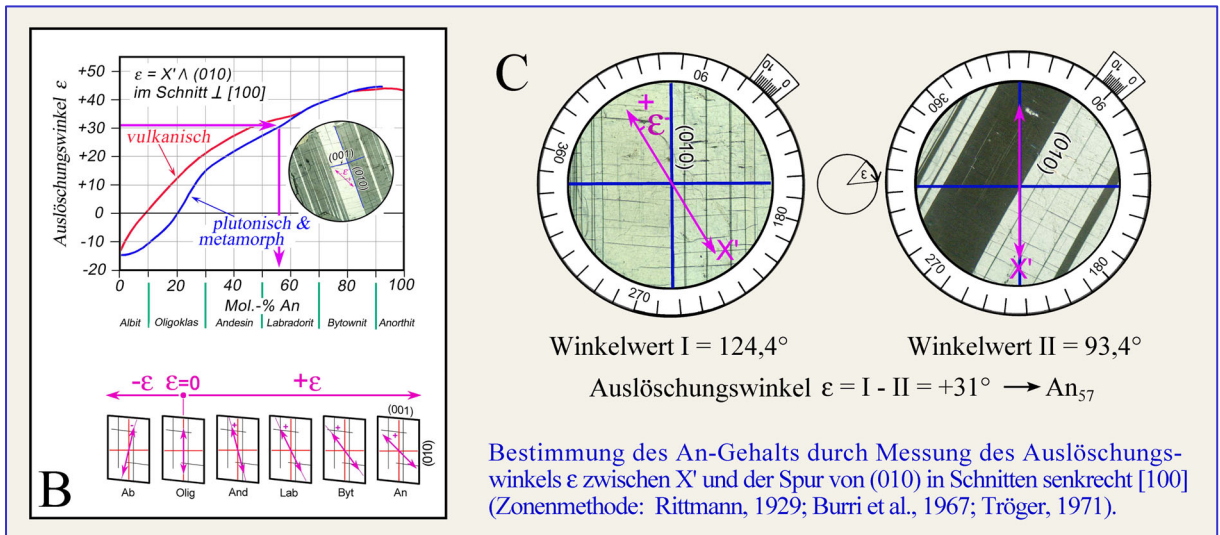 B
Auslöschungswinkel ε
+50
+40
+30
+20
+10
0
-10
-20
ε = X' ∧ (010)
im Schnitt ⊥ [100]
vulkanisch
plutonisch &
metamorph
(001)
(010)
ε
0
20
40
60
80
100
Mol.-% An
Albit
Oligoklas
Andesin
Labradorit
Bytownit
Anorthit
-ε
ε=0
+ε
(001)
(010)
-
+
+
+
+
Ab
Olig
And
Lab
Byt
An
C
0
10
90
360
180
270
+
ε
(010)
X'
ε
0
10
90
360
180
270
(010)
X'
Winkelwert I = 124,4°
Winkelwert II = 93,4°
Auslöschungswinkel ε = I - II = +31° → An₅₇
Bestimmung des An-Gehalts durch Messung des Auslöschungs-
winkels ε zwischen X' und der Spur von (010) in Schnitten senkrecht [100]
(Zonenmethode: Rittmann, 1929; Burri et al., 1967; Tröger, 1971).